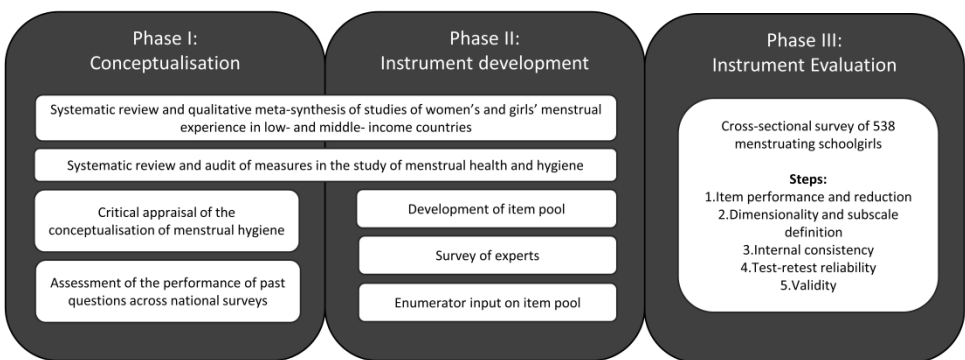 Phase I:
Conceptualisation
Phase II:
Instrument development
Systematic review and qualitative meta-synthesis of studies of women's and girls' menstrual
experience in low- and middle- income countries
Systematic review and audit of measures in the study of menstrual health and hygiene
Critical appraisal of the
conceptualisation of menstrual hygiene
Assessment of the performance of past
questions across national surveys
Development of item pool
Survey of experts
Enumerator input on item pool
Phase III:
Instrument Evaluation
Cross-sectional survey of 538
menstruating schoolgirls
Steps:
1.Item performance and reduction
2.Dimensionality and subscale
definition
3.Internal consistency
4.Test-retest reliability
5.Validity